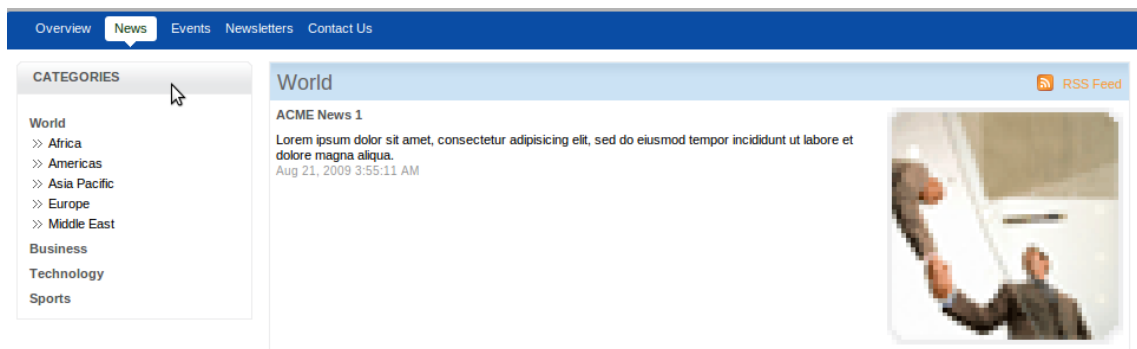 Overview News Events Newsletters Contact Us
CATEGORIES
World
Africa
Americas
Asia Pacific
Europe
Middle East
Business
Technology
Sports
World
RSS Feed
ACME News 1
Lorem ipsum dolor sit amet, consectetur adipisicing elit, sed do eiusmod tempor incididunt ut labore et
dolore magna aliqua.
Aug 21, 2009 3:55:11 AM